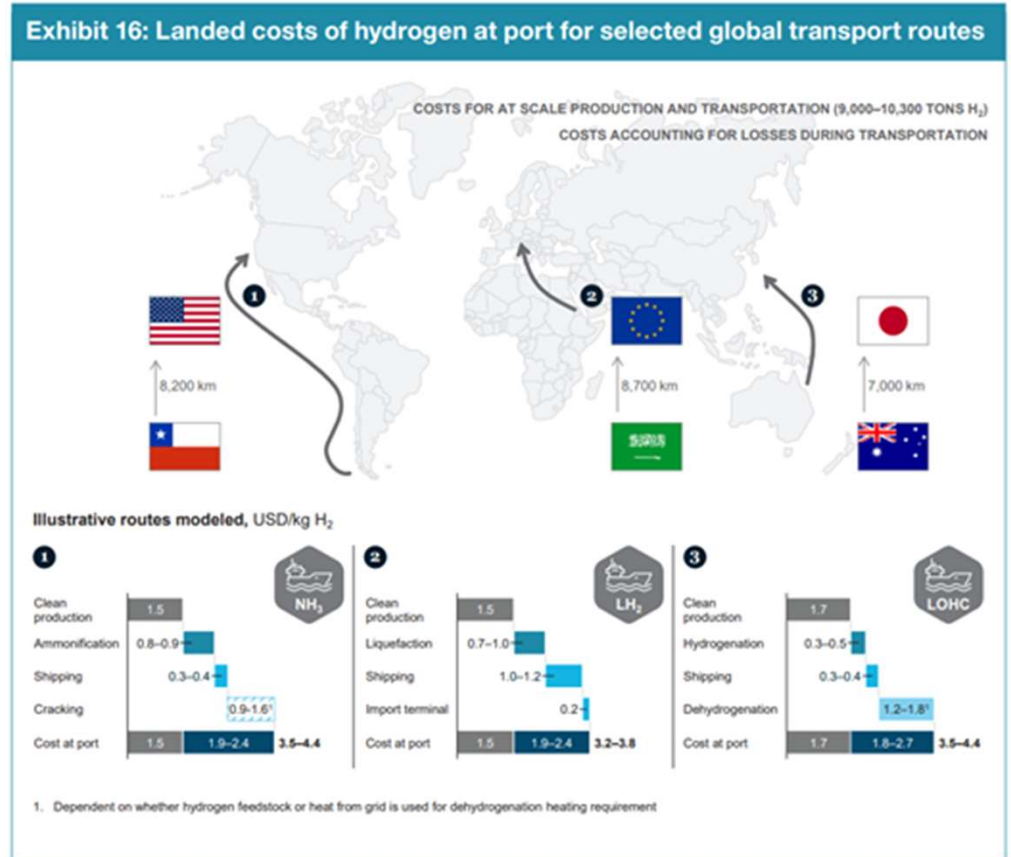 Exhibit 16: Landed costs of hydrogen at port for selected global transport routes
COSTS FOR AT SCALE PRODUCTION AND TRANSPORTATION (9,000–10,300 TONS H₂)
COSTS ACCOUNTING FOR LOSSES DURING TRANSPORTATION
1
2
3
8,200 km
8,700 km
7,000 km
Illustrative routes modeled, USD/kg H₂
1
NH₃
Clean
production
1.5
Ammonification
0.8–0.9
Shipping
0.3–0.4
Cracking
0.9-1.6¹
Cost at port
1.5
1.9–2.4
3.5–4.4
2
LH₂
Clean
production
1.5
Liquefaction
0.7–1.0
Shipping
1.0–1.2
Import terminal
0.2
Cost at port
1.5
1.9–2.4
3.2–3.8
3
LOHC
Clean
production
1.7
Hydrogenation
0.3–0.5
Shipping
0.3–0.4
Dehydrogenation
1.2–1.8¹
Cost at port
1.7
1.8–2.7
3.5–4.4
1. Dependent on whether hydrogen feedstock or heat from grid is used for dehydrogenation heating requirement